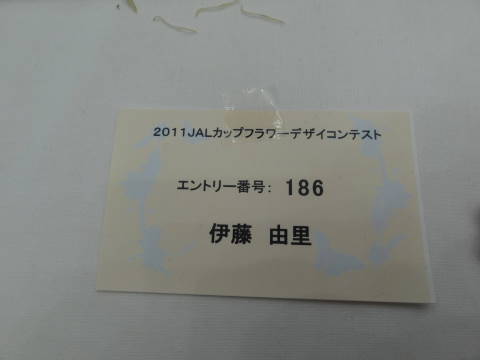 2011JALカップフラワーデザイコンテスト
エントリー番号： 186
伊藤　由里